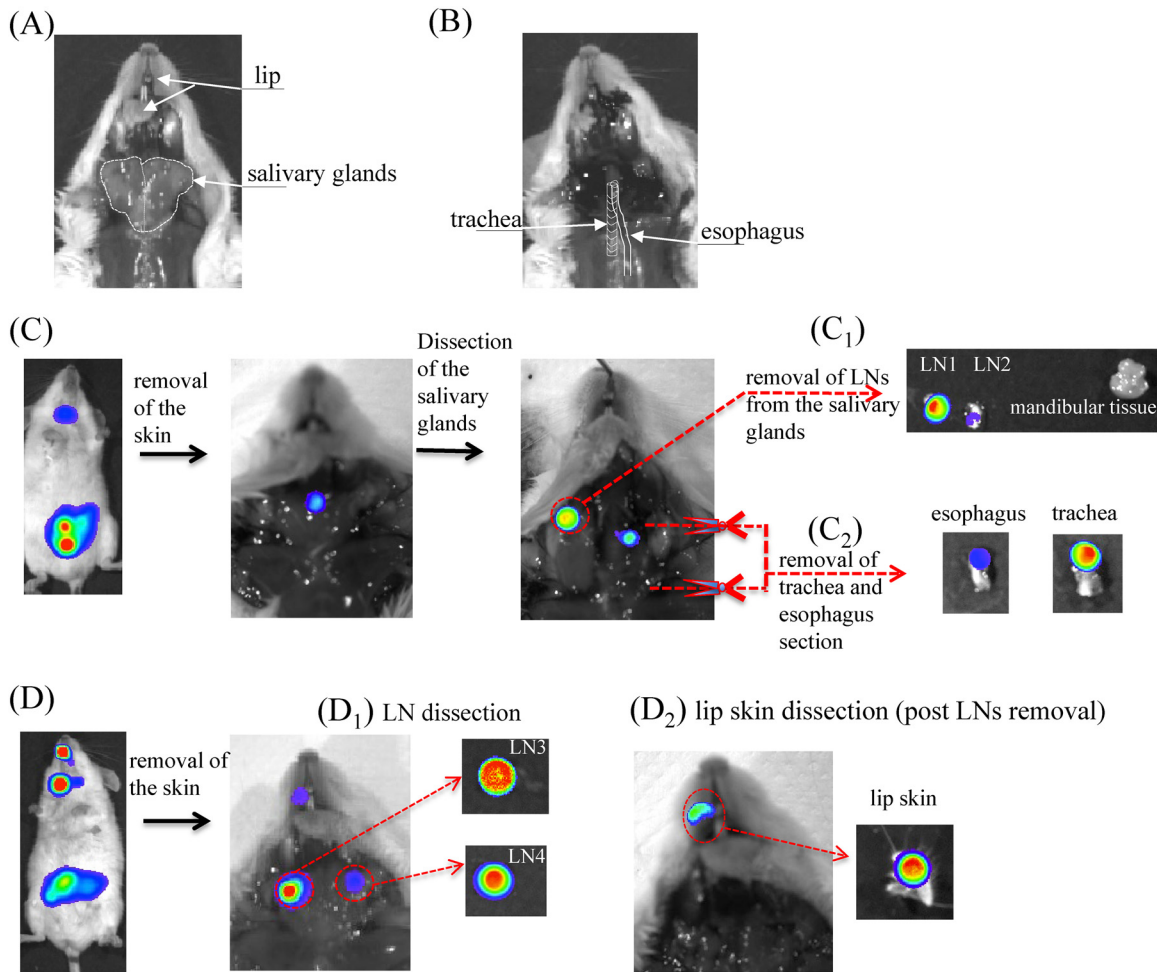 (A)
lip
salivary glands
(B)
trachea
esophagus
(C)
removal
of the
skin
Dissection
of the
salivary
glands
(C1)
removal of LNs
from the salivary
glands
LN1 LN2
mandibular tissue
(C2)
removal of
trachea and
esophagus
section
esophagus trachea
(D)
removal of
the skin
(D1) LN dissection
LN3
LN4
(D2) lip skin dissection (post LNs removal)
lip skin